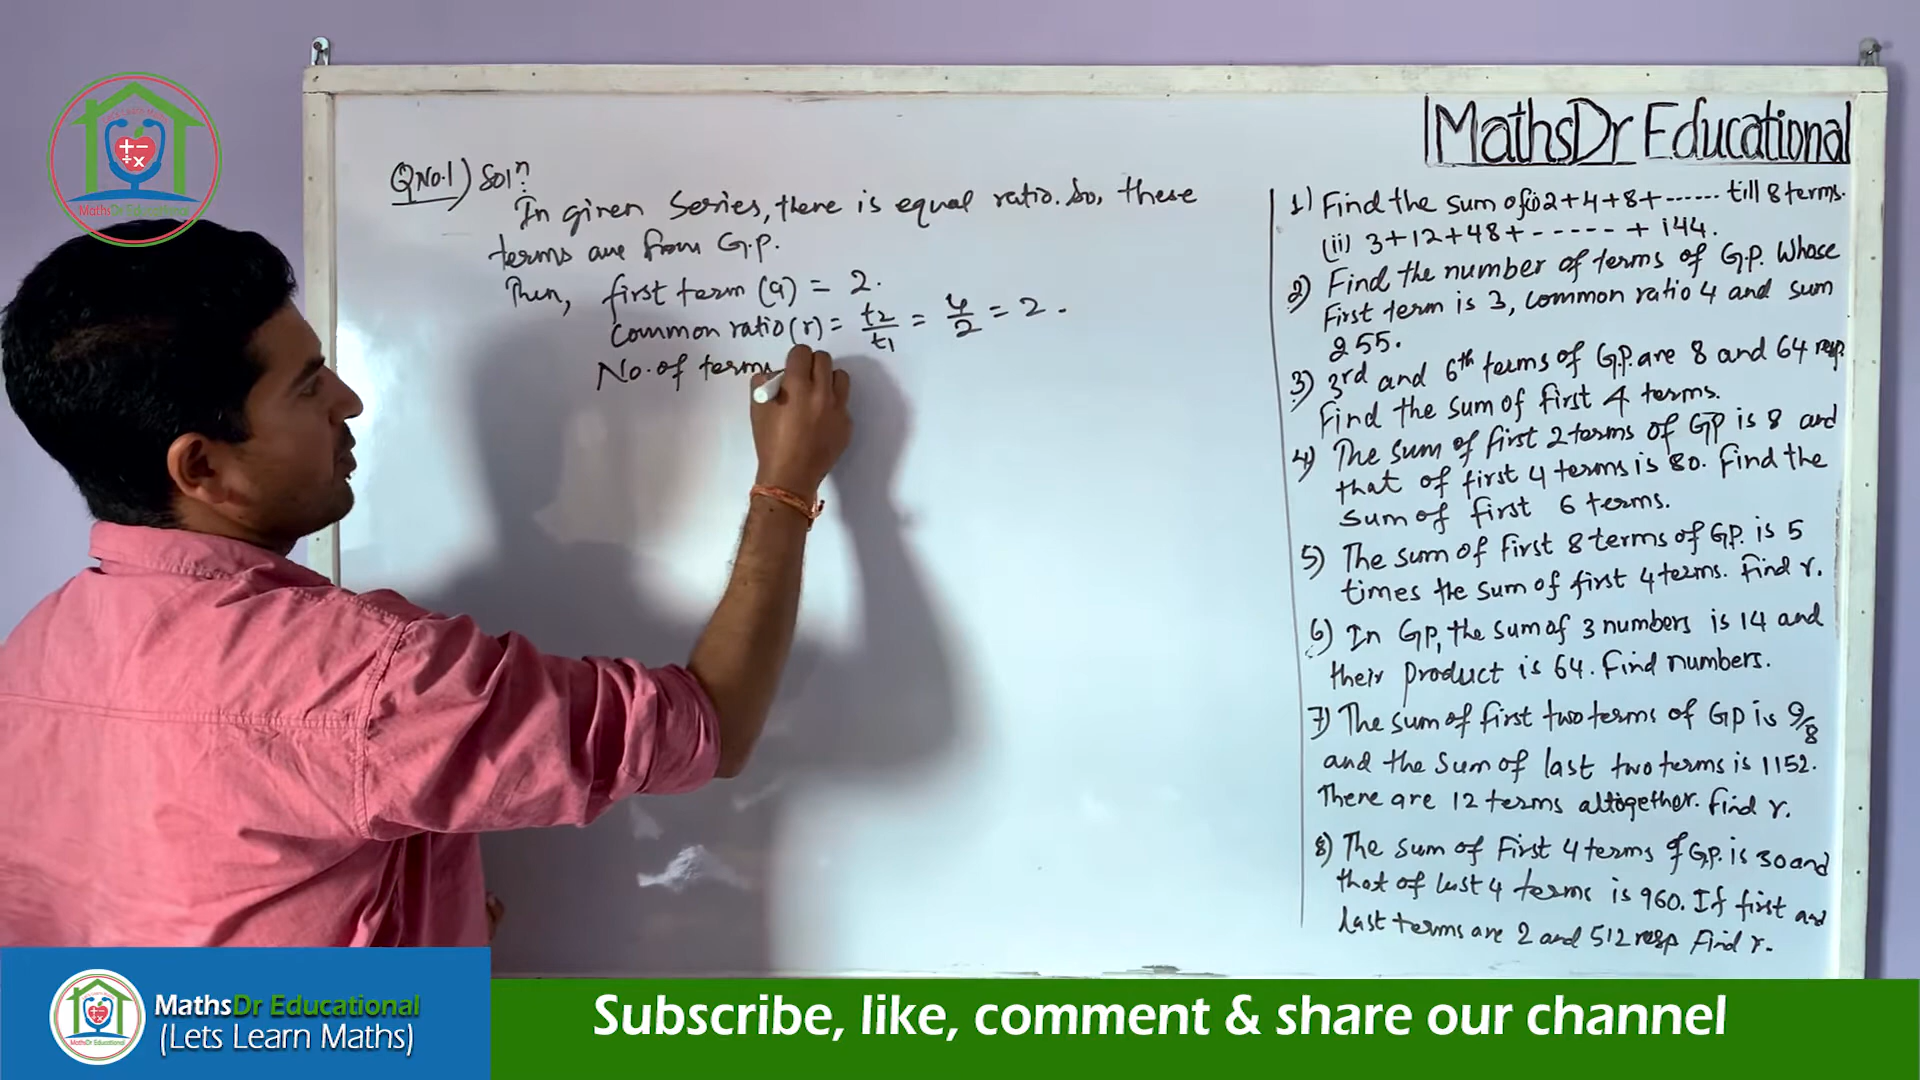 MathsDr Educational
QNo.1) Sol^n:
In given Series, there is equal ratio. So, these
terms are from G.P.
Then, first term (a) = 2.
Common ratio (r) = t2/t1 = 4/2 = 2.
No. of terms
1) Find the sum of (i) 2+4+8+------ till 8 terms.
(ii) 3+12+48+-----+ 144.
2) Find the number of terms of G.P. Whose
First term is 3, common ratio 4 and sum
255.
3) 3rd and 6th terms of G.P. are 8 and 64 resp.
Find the sum of first 4 terms.
4) The sum of first 2 terms of GP is 8 and
that of first 4 terms is 80. Find the
sum of first 6 terms.
5) The sum of First 8 terms of G.P. is 5
times the sum of first 4 terms. Find r.
6) In GP, the sum of 3 numbers is 14 and
their product is 64. Find numbers.
7) The sum of first two terms of GP is 9/8
and the sum of last two terms is 1152.
There are 12 terms altogether. Find r.
8) The sum of First 4 terms of G.P. is 30 and
that of last 4 terms is 960. If first and
last terms are 2 and 512 resp Find r.
MathsDr Educational
MathsDr Educational
(Lets Learn Maths)
MathsDr Educational
Subscribe, like, comment & share our channel